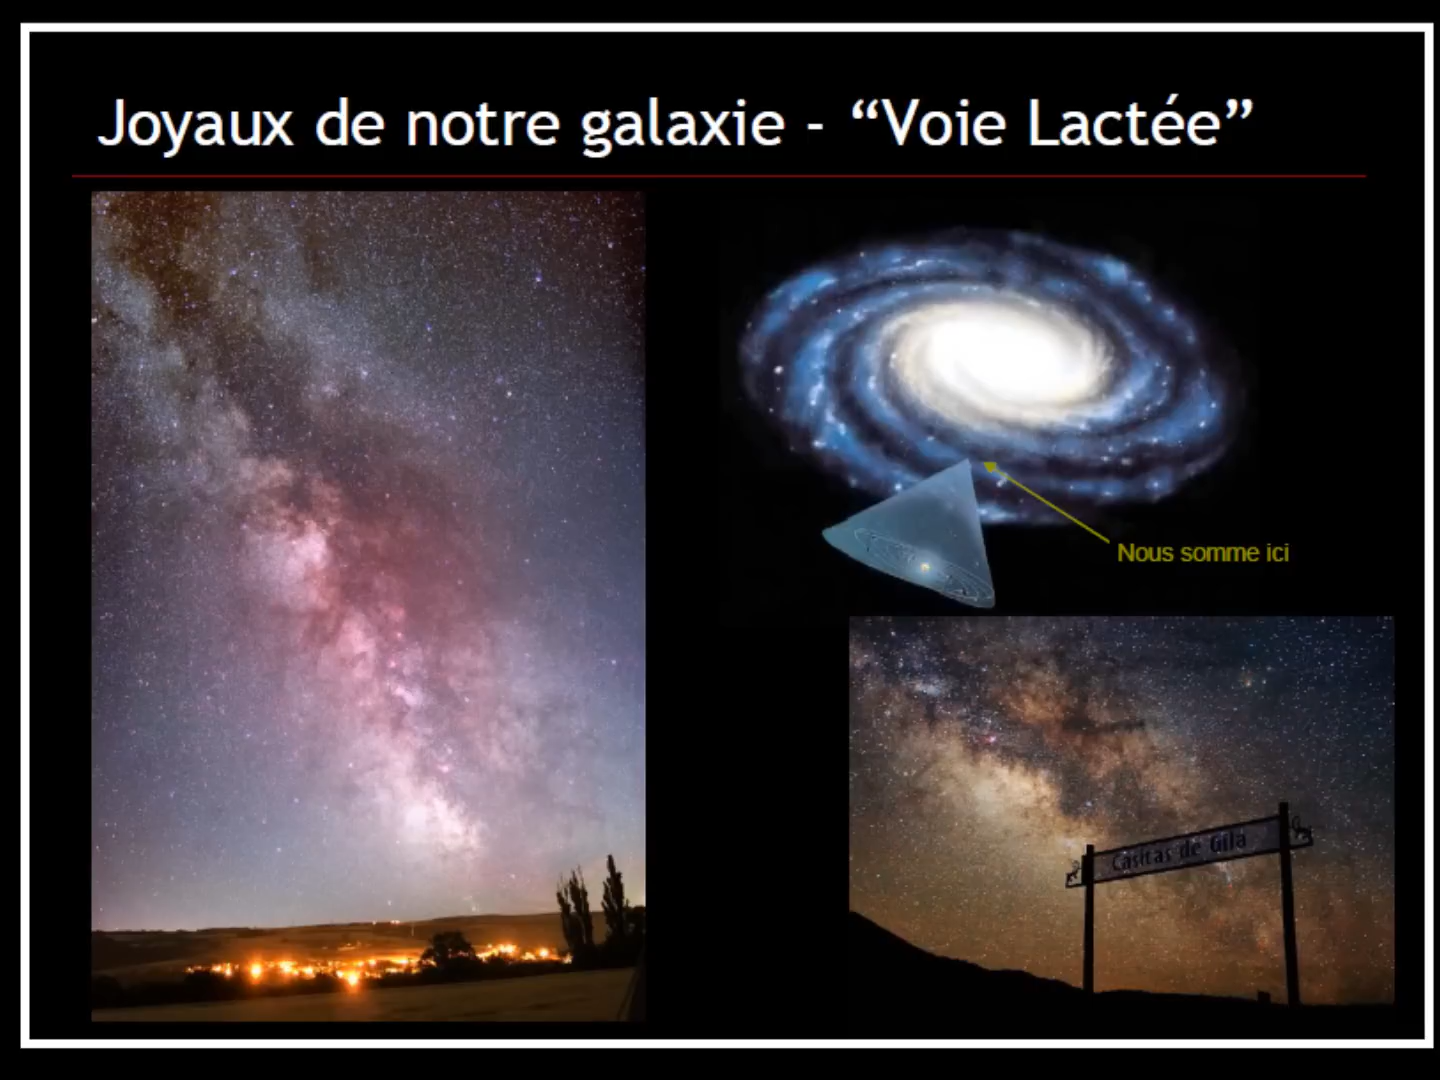 Joyaux de notre galaxie - “Voie Lactée”
Nous somme ici
Casitas de Gila